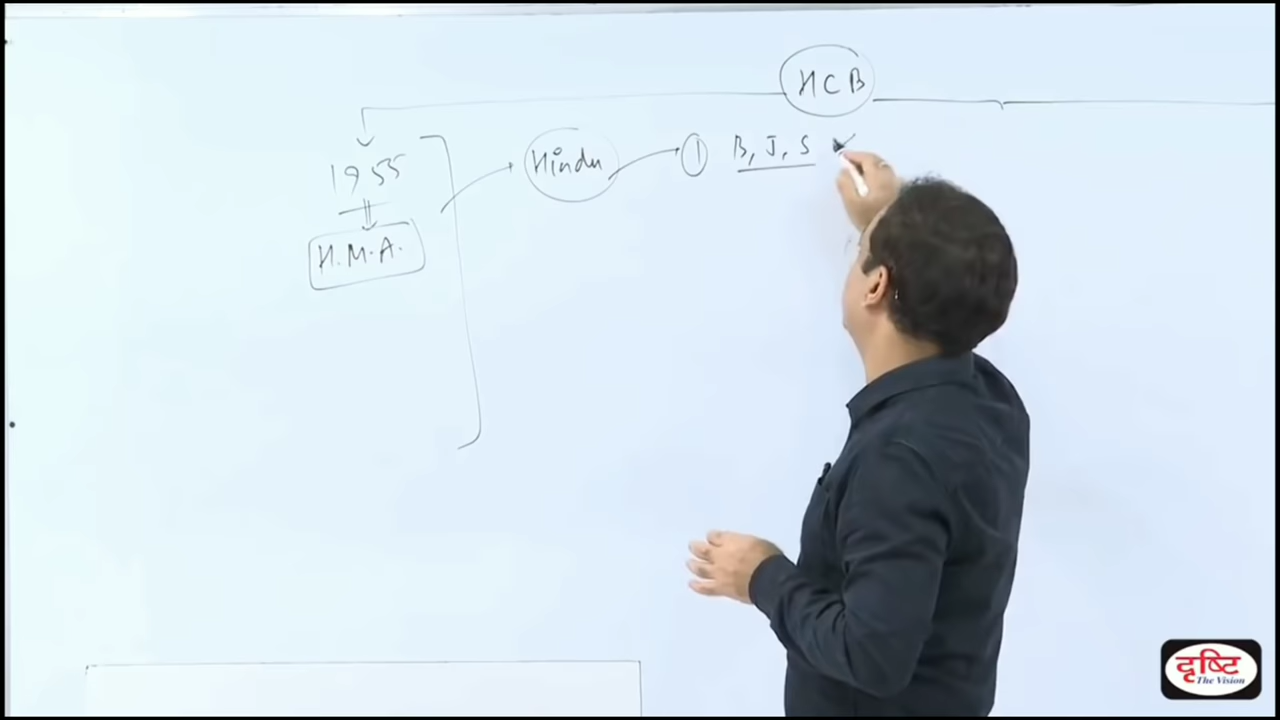 HCB
1955
H.M.A.
Hindu
① B, J, S ✓
दृष्टि
The Vision